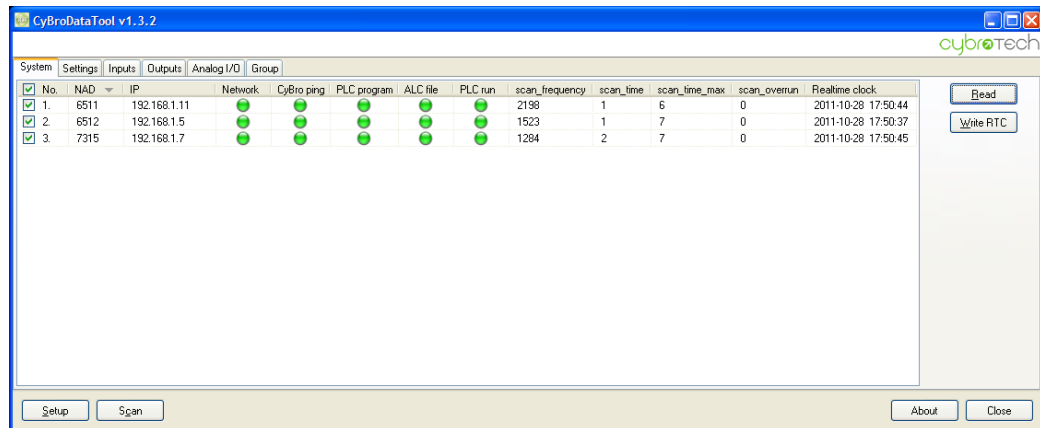 CyBroDataTool v1.3.2
cybrotech
System Settings Inputs Outputs Analog I/O Group
No. NAD IP Network CyBro ping PLC program ALC file PLC run scan_frequency scan_time scan_time_max scan_overrun Realtime clock
1. 6511 192.168.1.11 2198 1 6 0 2011-10-28 17:50:44
2. 6512 192.168.1.5 1523 1 7 0 2011-10-28 17:50:37
3. 7315 192.168.1.7 1284 2 7 0 2011-10-28 17:50:45
Read
Write RTC
Setup Scan About Close